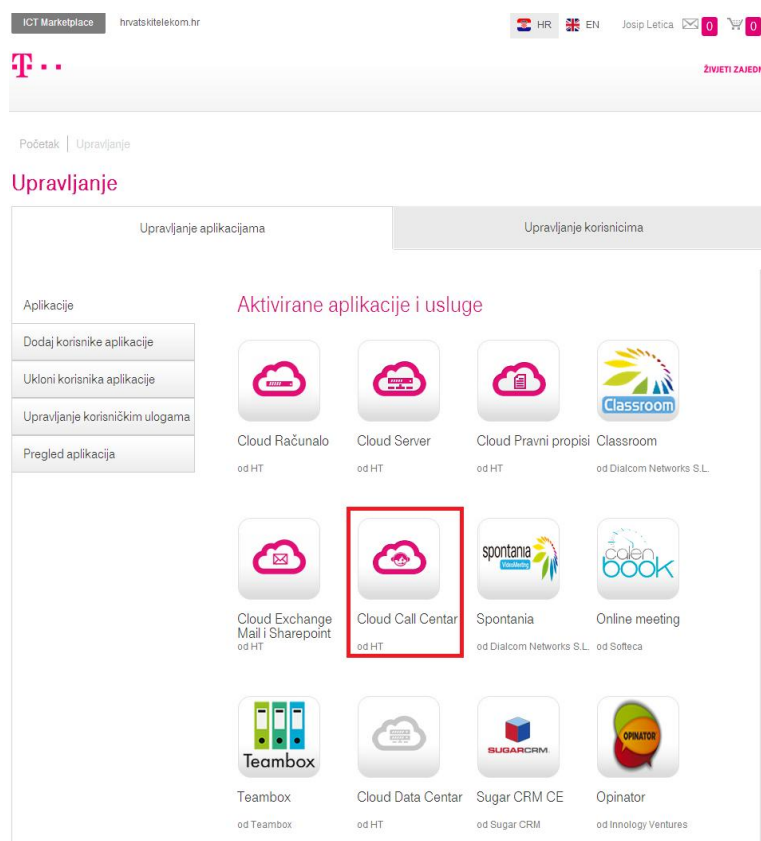 ICT Marketplace hrvatskitelekom.hr HR EN Josip Letica 0 0
T
ŽIVJETI ZAJEDN
Početak Upravljanje
Upravljanje
Upravljanje aplikacijama Upravljanje korisnicima
Aplikacije
Dodaj korisnike aplikacije
Ukloni korisnika aplikacije
Upravljanje korisničkim ulogama
Pregled aplikacija
Aktivirane aplikacije i usluge
Classroom
Cloud Računalo Cloud Server Cloud Pravni propisi Classroom
od HT od HT od HT od Dialcom Networks S.L.
spontania
VideoMeeting
calen
book
Cloud Exchange Cloud Call Centar Spontania Online meeting
Mail i Sharepoint
od HT od HT od Dialcom Networks S.L. od Softeca
Teambox
SUGARCRM
OPINATOR
Teambox Cloud Data Centar Sugar CRM CE Opinator
od Teambox od HT od Sugar CRM od Innology Ventures